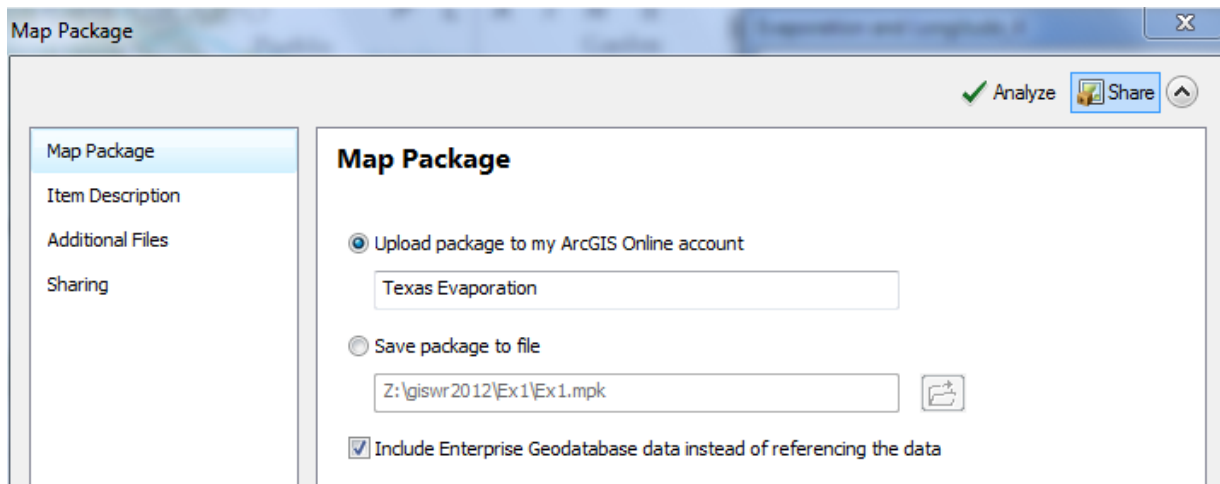 Map Package
Analyze Share
Map Package
Item Description
Additional Files
Sharing
Map Package
Upload package to my ArcGIS Online account
Texas Evaporation
Save package to file
Z:\giswr2012\Ex1\Ex1.mpk
Include Enterprise Geodatabase data instead of referencing the data